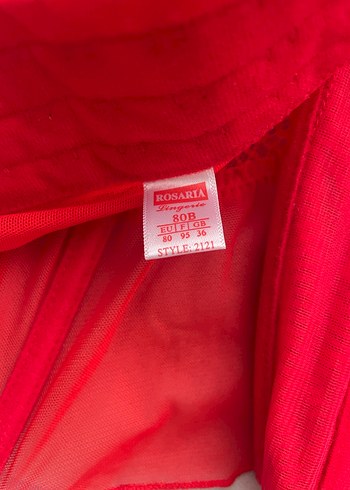 ROSARIA
Lingerie
80B
EU F GB
80 95 36
STYLE: 2121